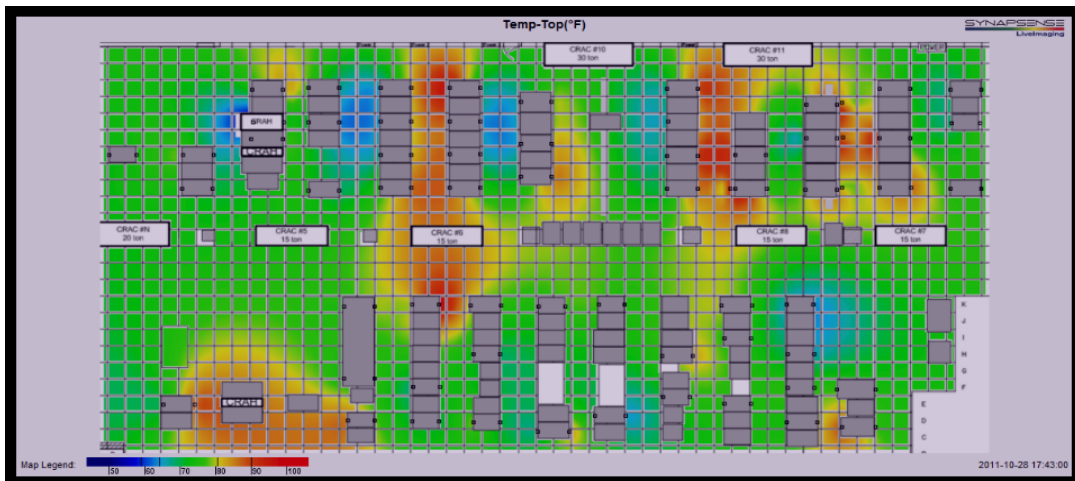 Temp-Top(°F)
SYNAPSENSE
LiveImaging
CRAC #10
30 ton
CRAC #11
30 ton
POWER
CRAH
CRAC #N
20 ton
CRAC #5
15 ton
CRAC #6
15 ton
CRAC #8
15 ton
CRAC #7
15 ton
K
J
I
H
G
F
E
D
C
CRAH
Map Legend:
50
60
70
80
90
100
2011-10-28 17:43:00